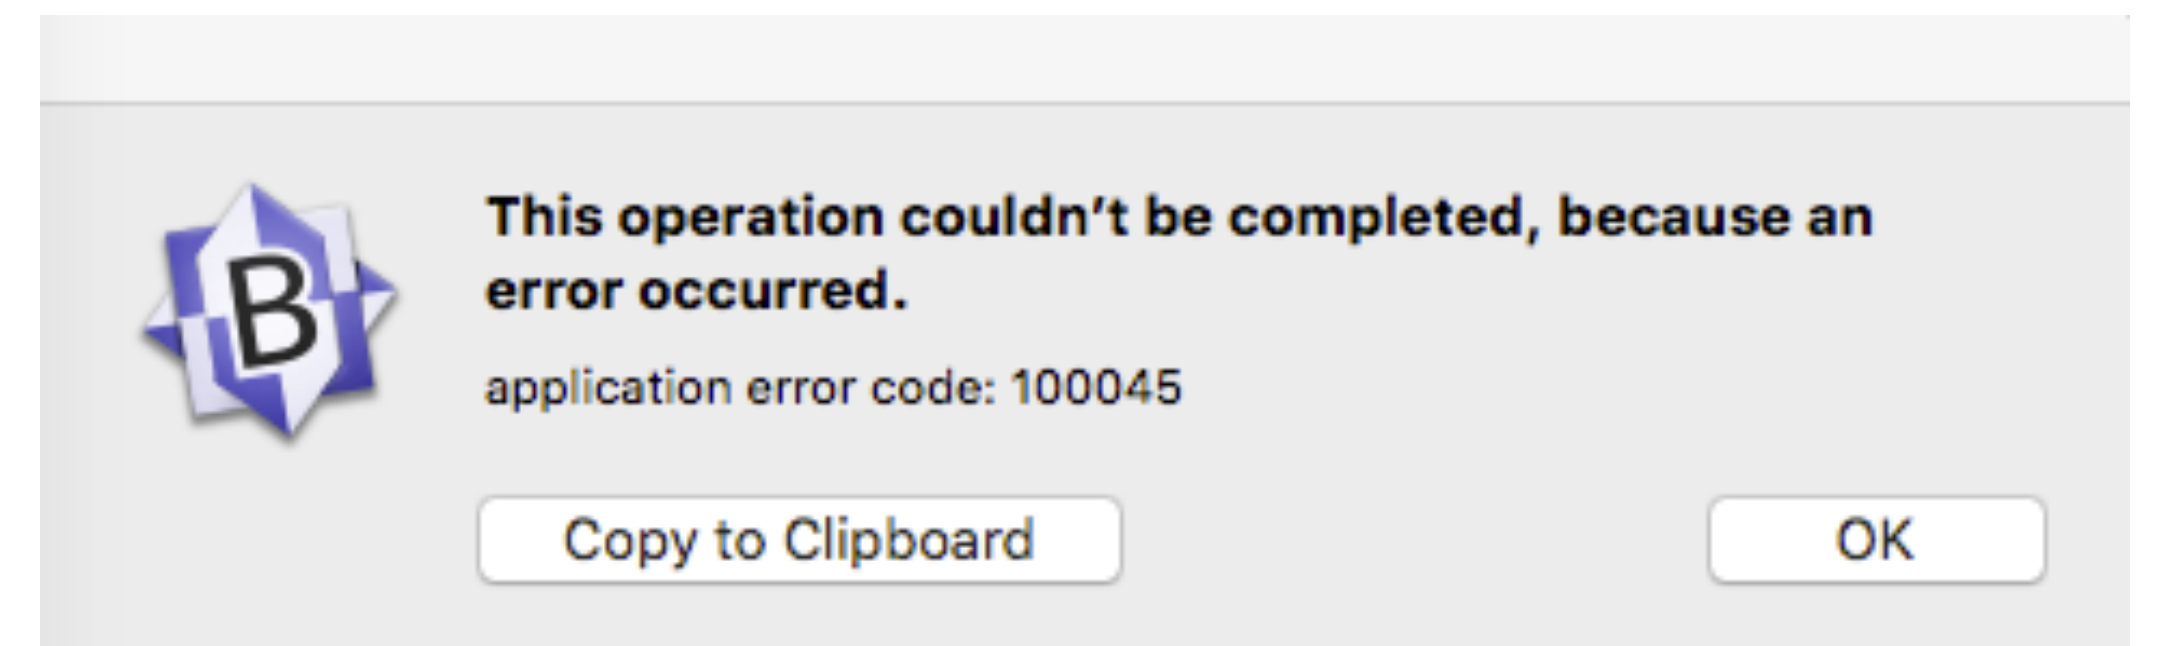 B
This operation couldn’t be completed, because an
error occurred.
application error code: 100045
Copy to Clipboard
OK